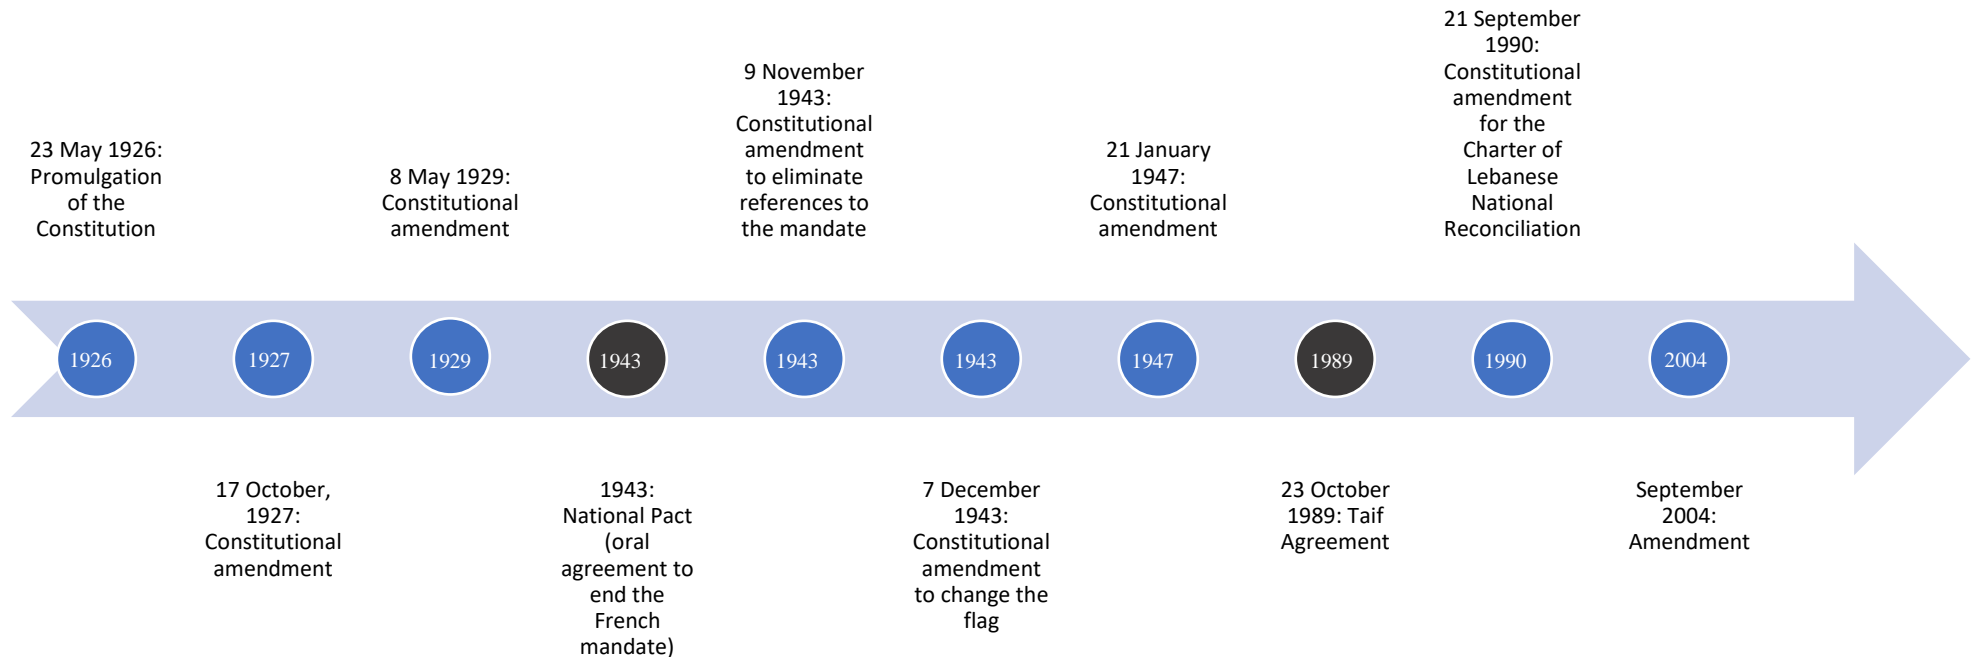 23 May 1926:
Promulgation
of the
Constitution
8 May 1929:
Constitutional
amendment
9 November
1943:
Constitutional
amendment
to eliminate
references to
the mandate
21 January
1947:
Constitutional
amendment
21 September
1990:
Constitutional
amendment
for the
Charter of
Lebanese
National
Reconciliation
1926
1927
1929
1943
1943
1943
1947
1989
1990
2004
17 October,
1927:
Constitutional
amendment
1943:
National Pact
(oral
agreement to
end the
French
mandate)
7 December
1943:
Constitutional
amendment
to change the
flag
23 October
1989: Taif
Agreement
September
2004:
Amendment